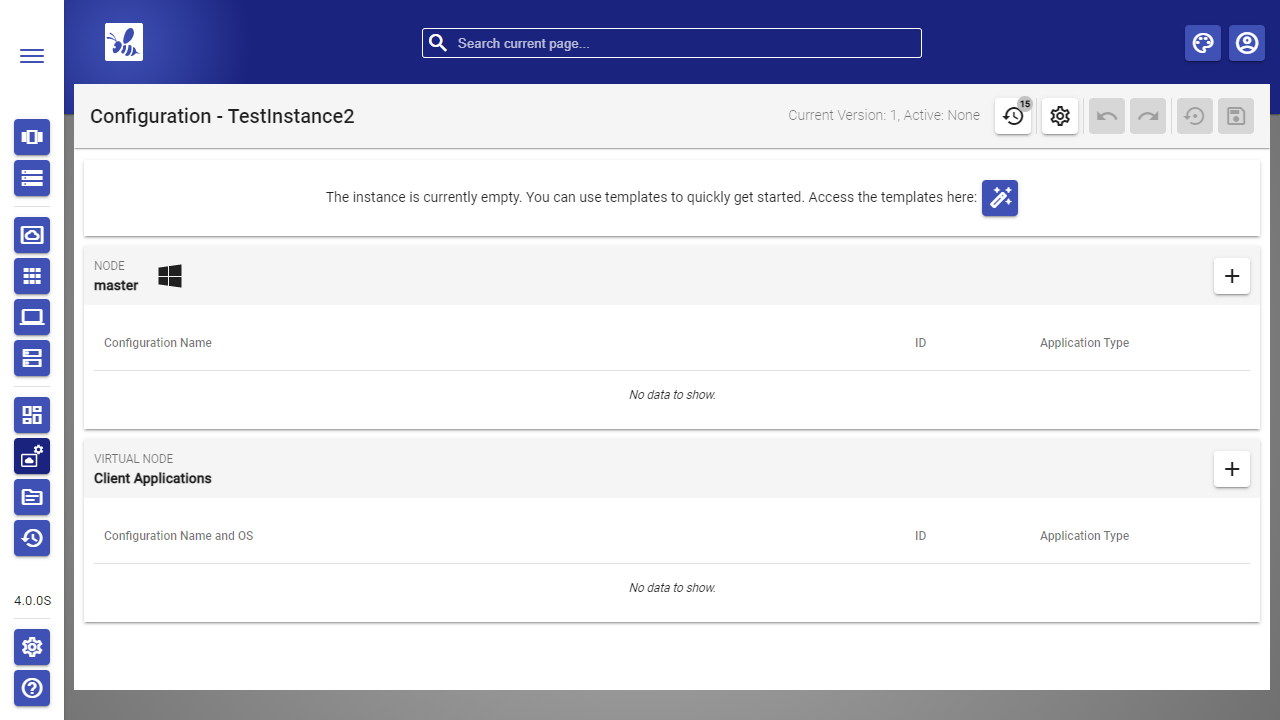 Search current page...
Configuration - TestInstance2
Current Version: 1, Active: None
15
The instance is currently empty. You can use templates to quickly get started. Access the templates here:
NODE
master
Configuration Name
ID
Application Type
No data to show.
VIRTUAL NODE
Client Applications
Configuration Name and OS
ID
Application Type
No data to show.
4.0.0S